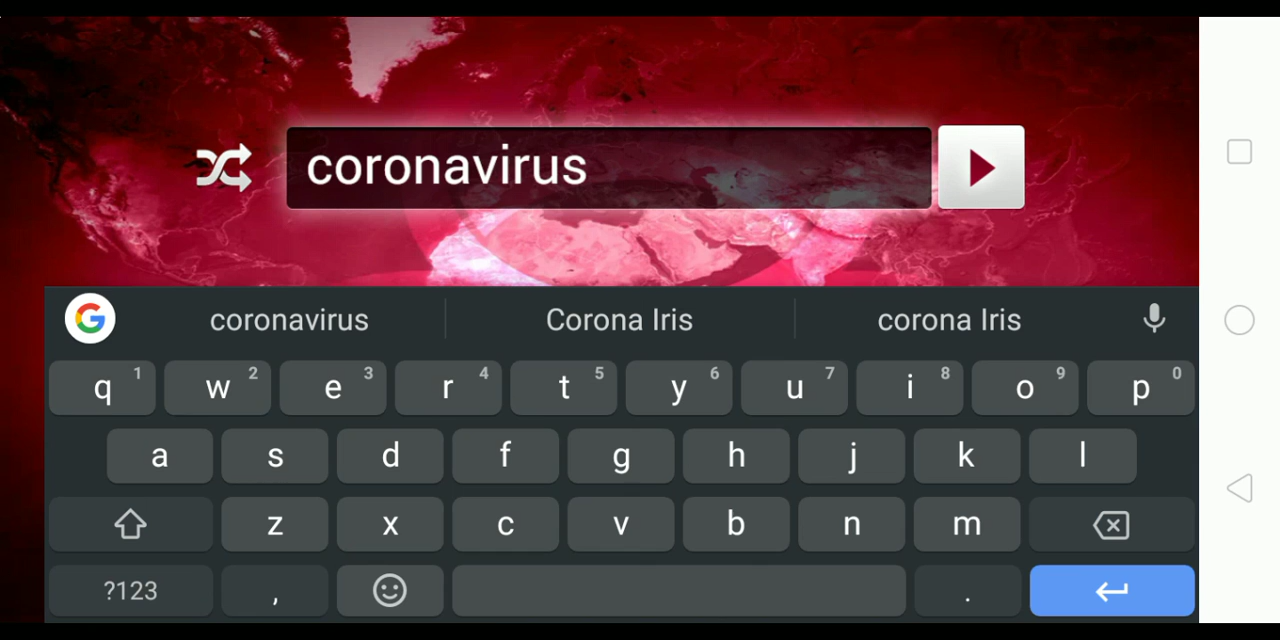 coronavirus
coronavirus Corona Iris corona Iris
q 1 w 2 e 3 r 4 t 5 y 6 u 7 i 8 o 9 p 0
a s d f g h j k l
z x c v b n m
?123 , .